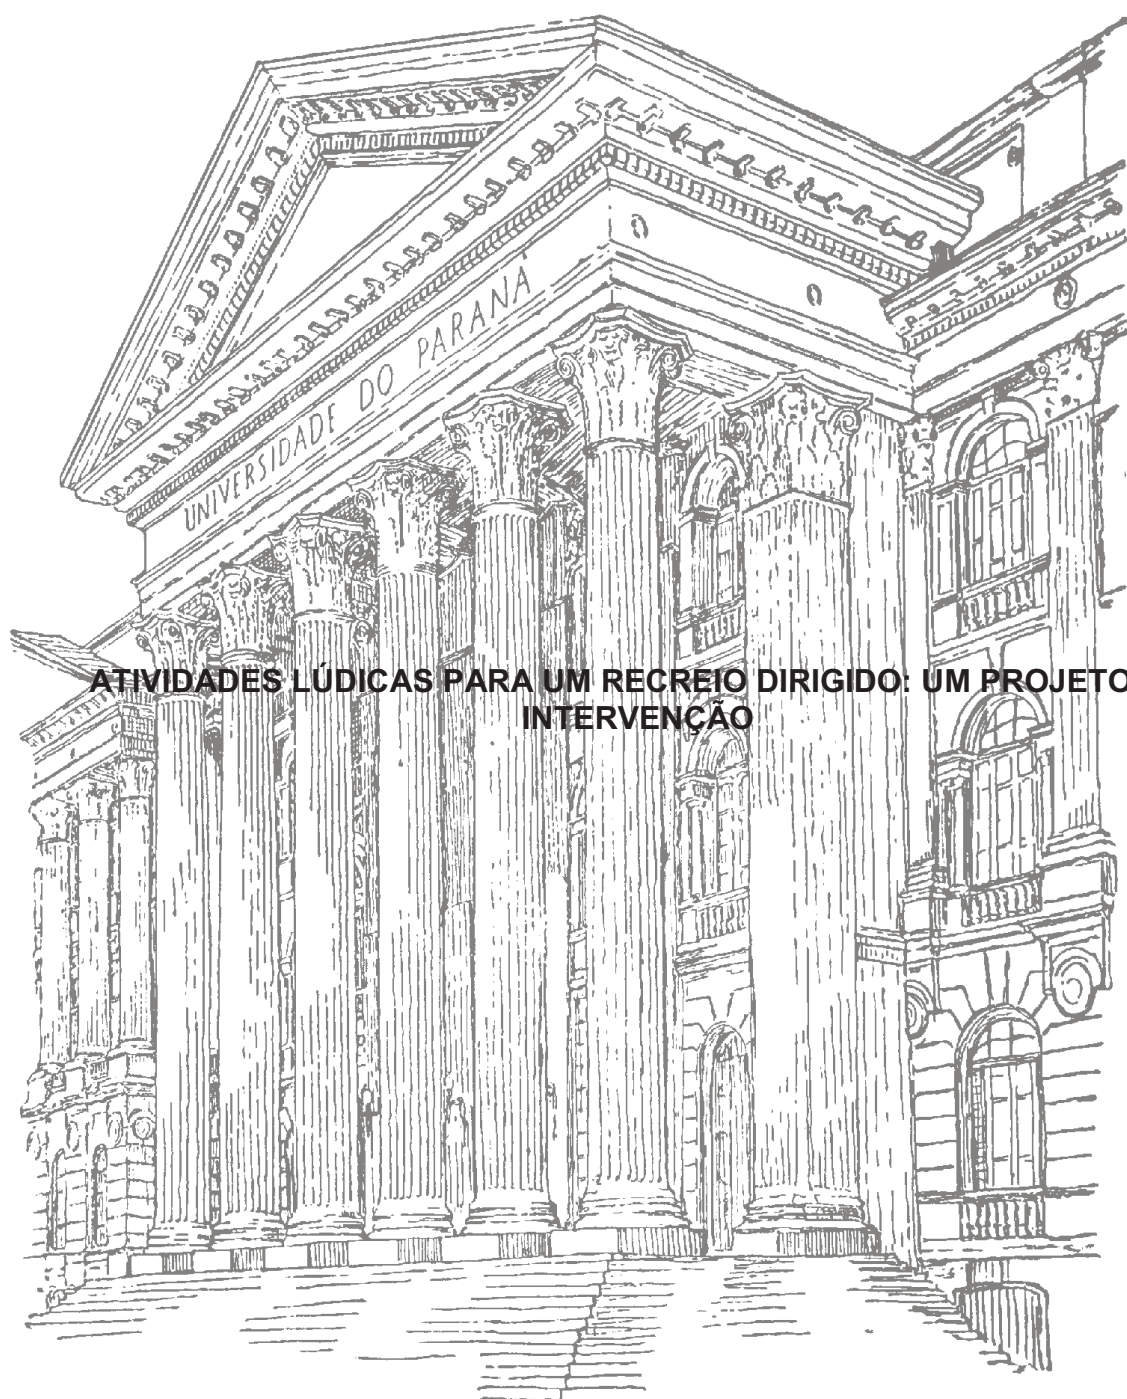 UNIVERSIDADE DO PARANÁ
ATIVIDADES LÚDICAS PARA UM RECREIO DIRIGIDO: UM PROJETO
INTERVENÇÃO